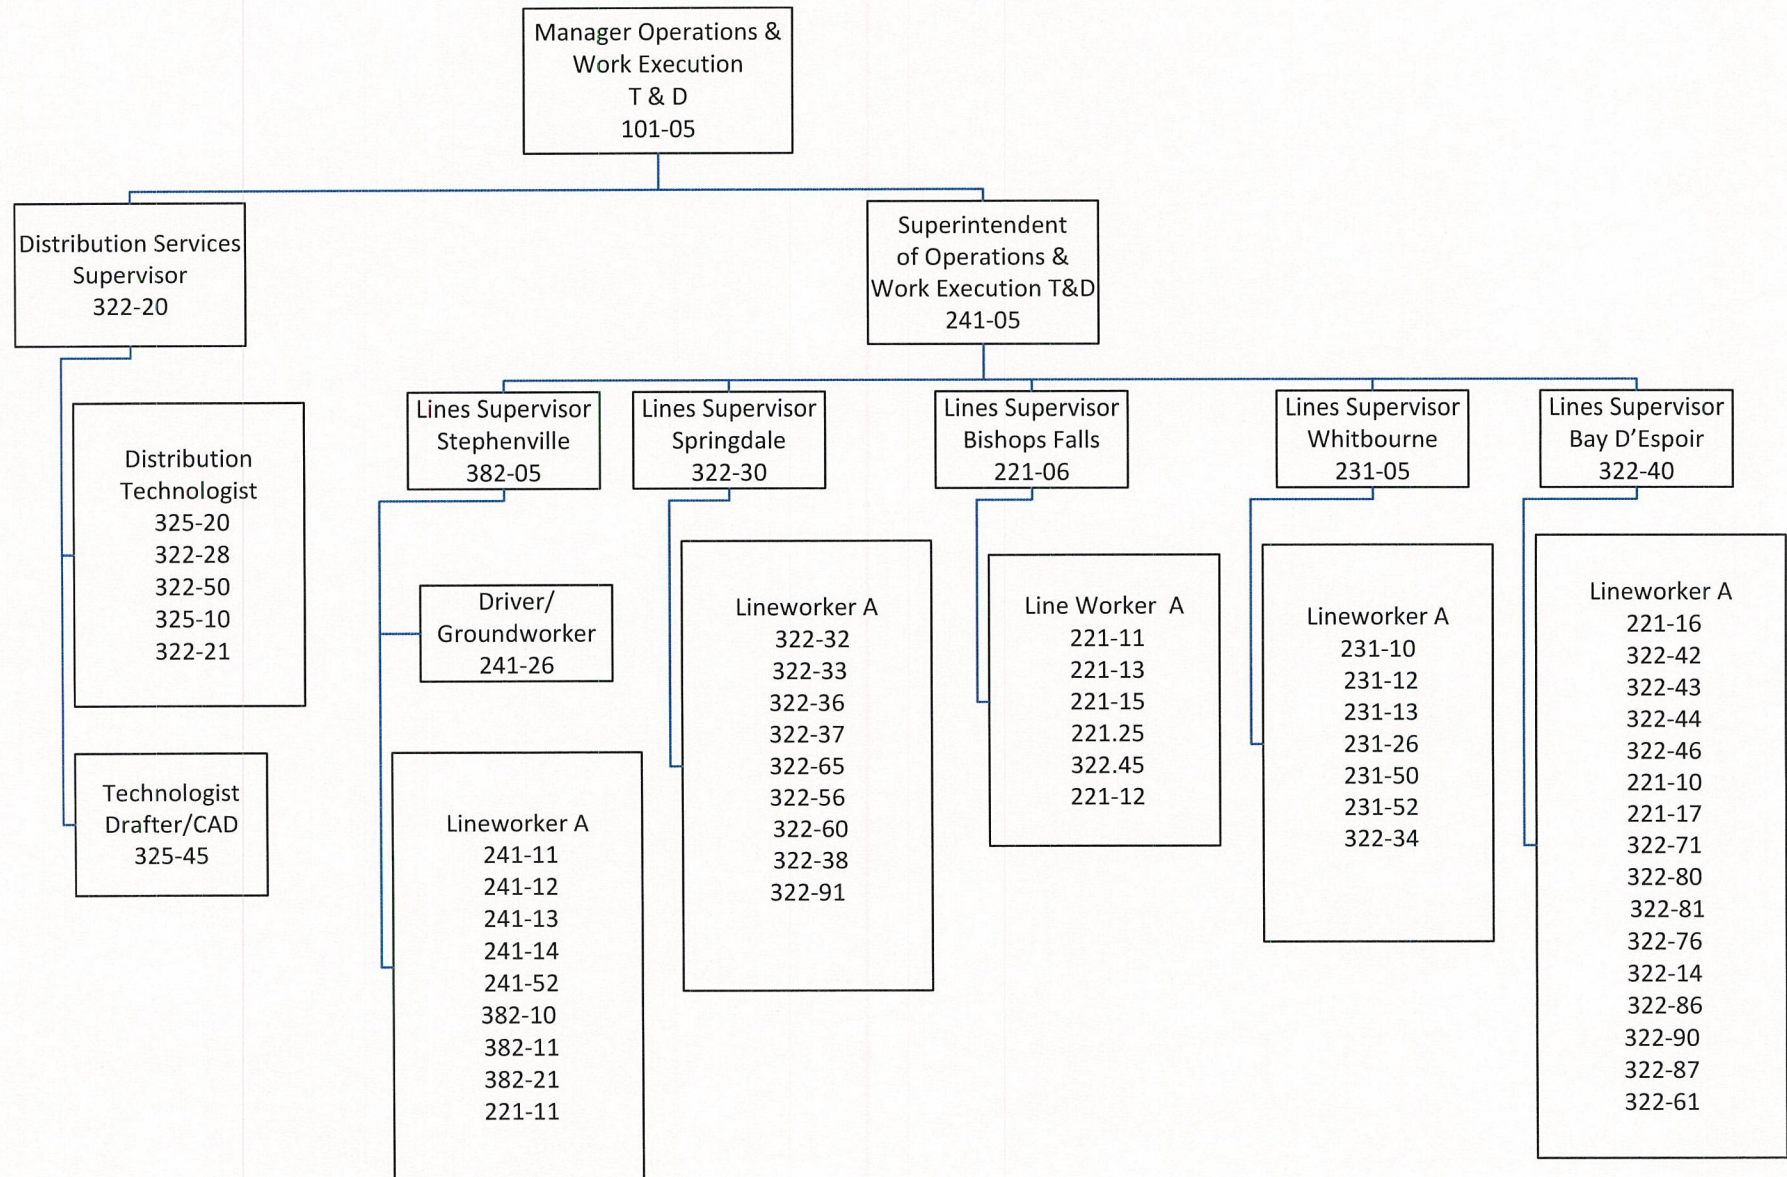 Manager Operations &
Work Execution
T & D
101-05
Distribution Services
Supervisor
322-20
Superintendent
of Operations &
Work Execution T&D
241-05
Distribution
Technologist
325-20
322-28
322-50
325-10
322-21
Technologist
Drafter/CAD
325-45
Lines Supervisor
Stephenville
382-05
Driver/
Groundworker
241-26
Lineworker A
241-11
241-12
241-13
241-14
241-52
382-10
382-11
382-21
221-11
Lines Supervisor
Springdale
322-30
Lineworker A
322-32
322-33
322-36
322-37
322-65
322-56
322-60
322-38
322-91
Lines Supervisor
Bishops Falls
221-06
Line Worker A
221-11
221-13
221-15
221.25
322.45
221-12
Lines Supervisor
Whitbourne
231-05
Lineworker A
231-10
231-12
231-13
231-26
231-50
231-52
322-34
Lines Supervisor
Bay D’Espoir
322-40
Lineworker A
221-16
322-42
322-43
322-44
322-46
221-10
221-17
322-71
322-80
322-81
322-76
322-14
322-86
322-90
322-87
322-61